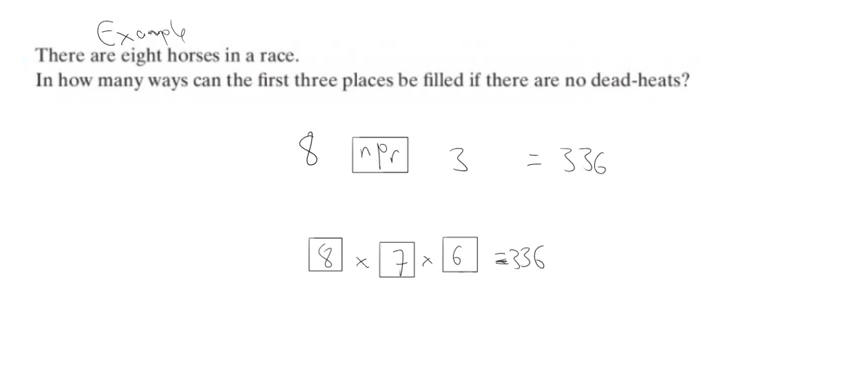 Example
There are eight horses in a race.
In how many ways can the first three places be filled if there are no dead-heats?
8 nPr 3 = 336
8 × 7 × 6 = 336